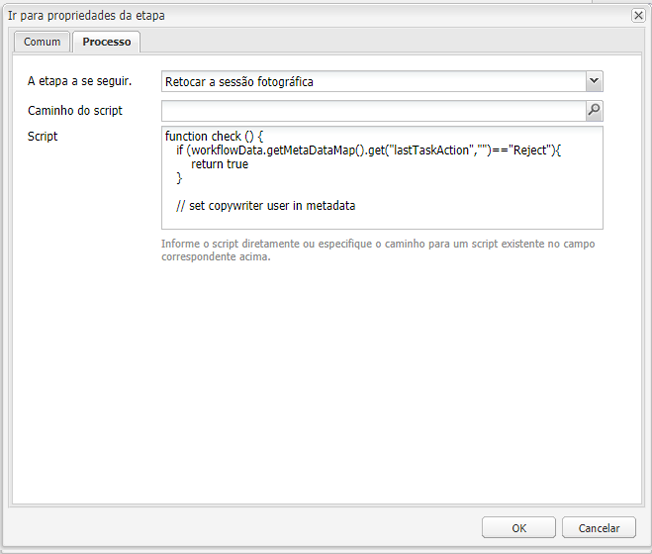 Ir para propriedades da etapa
Comum
Processo
A etapa a se seguir.
Retocar a sessão fotográfica
Caminho do script
Script
function check () {
if (workflowData.getMetaDataMap().get("lastTaskAction","")=="Reject"){
return true
}
// set copywriter user in metadata
Informe o script diretamente ou especifique o caminho para um script existente no campo
correspondente acima.
OK
Cancelar